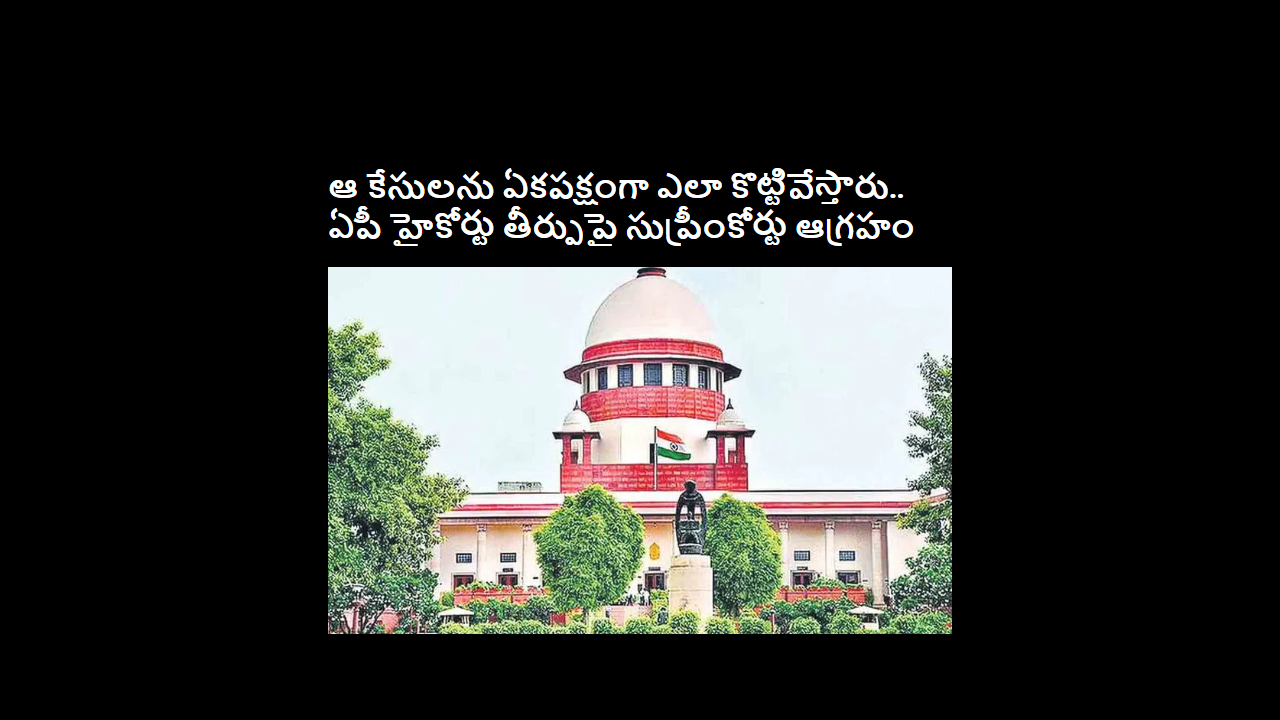 ఆ కేసులను ఏకపక్షంగా ఎలా కొట్టివేస్తారు..
ఏపీ హైకోర్టు తీర్పుపై సుప్రీంకోర్టు ఆగ్రహం